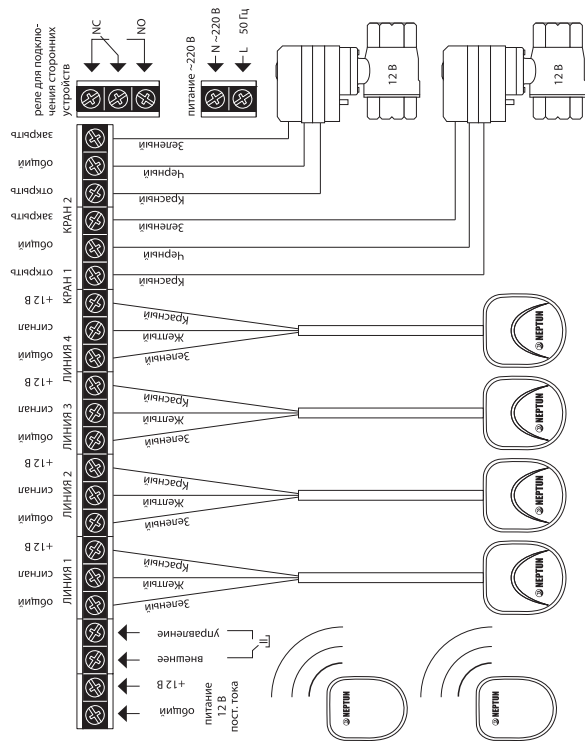 реле для подклю-
чения сторонних
устройств
NC
NO
питание ~220 В
N ~220 В
L 50 Гц
закрыть
общий
открыть
КРАН 2
закрыть
общий
открыть
КРАН 1
+12 В
сигнал
общий
ЛИНИЯ 4
+12 В
сигнал
общий
ЛИНИЯ 3
+12 В
сигнал
общий
ЛИНИЯ 2
+12 В
сигнал
общий
ЛИНИЯ 1
управление
внешнее
+12 В
общий
питание
12 В
пост. тока
Зеленый
Черный
Красный
Зеленый
Черный
Красный
Красный
Желтый
Зеленый
Красный
Желтый
Зеленый
Красный
Желтый
Зеленый
Красный
Желтый
Зеленый
12 В
12 В
NEPTUN
NEPTUN
NEPTUN
NEPTUN
NEPTUN
NEPTUN